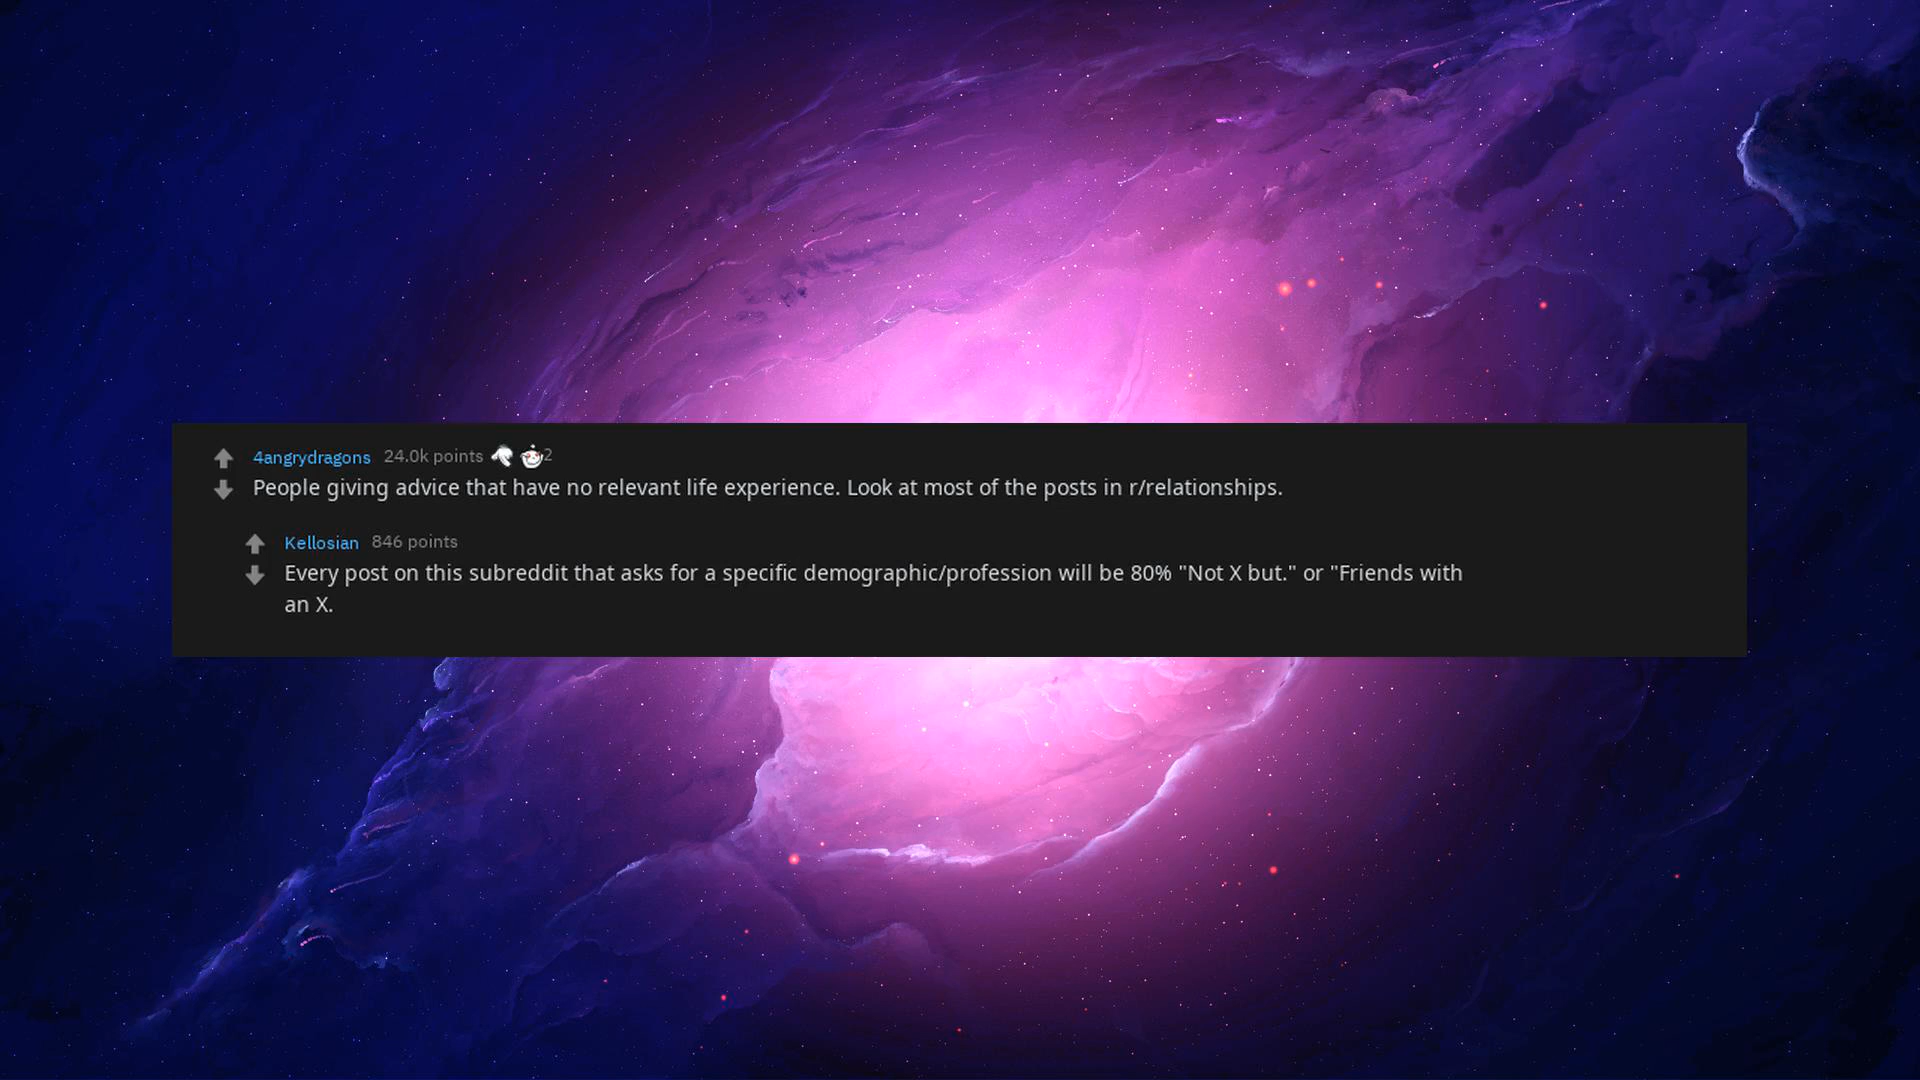 4angrydragons 24.0k points 2
People giving advice that have no relevant life experience. Look at most of the posts in r/relationships.
Kellosian 846 points
Every post on this subreddit that asks for a specific demographic/profession will be 80% "Not X but." or "Friends with
an X.